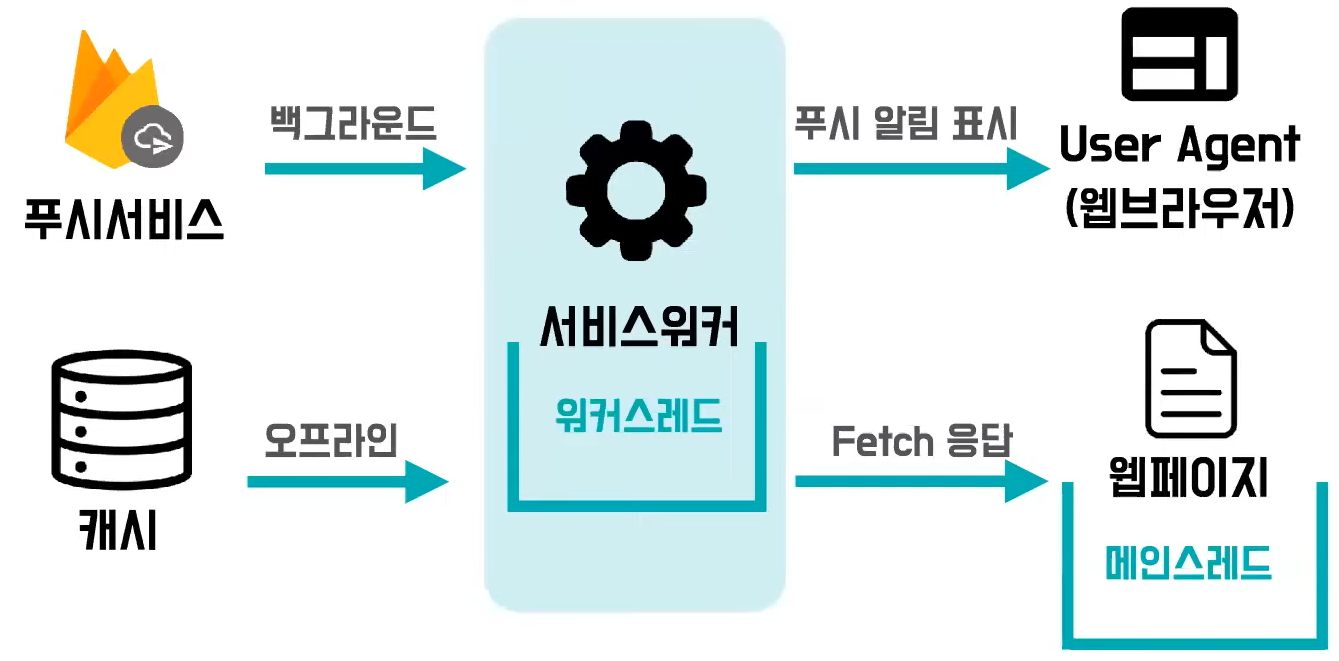 백그라운드
푸시 알림 표시
User Agent
(웹브라우저)
푸시서비스
서비스워커
워커스레드
오프라인
Fetch 응답
캐시
웹페이지
메인스레드